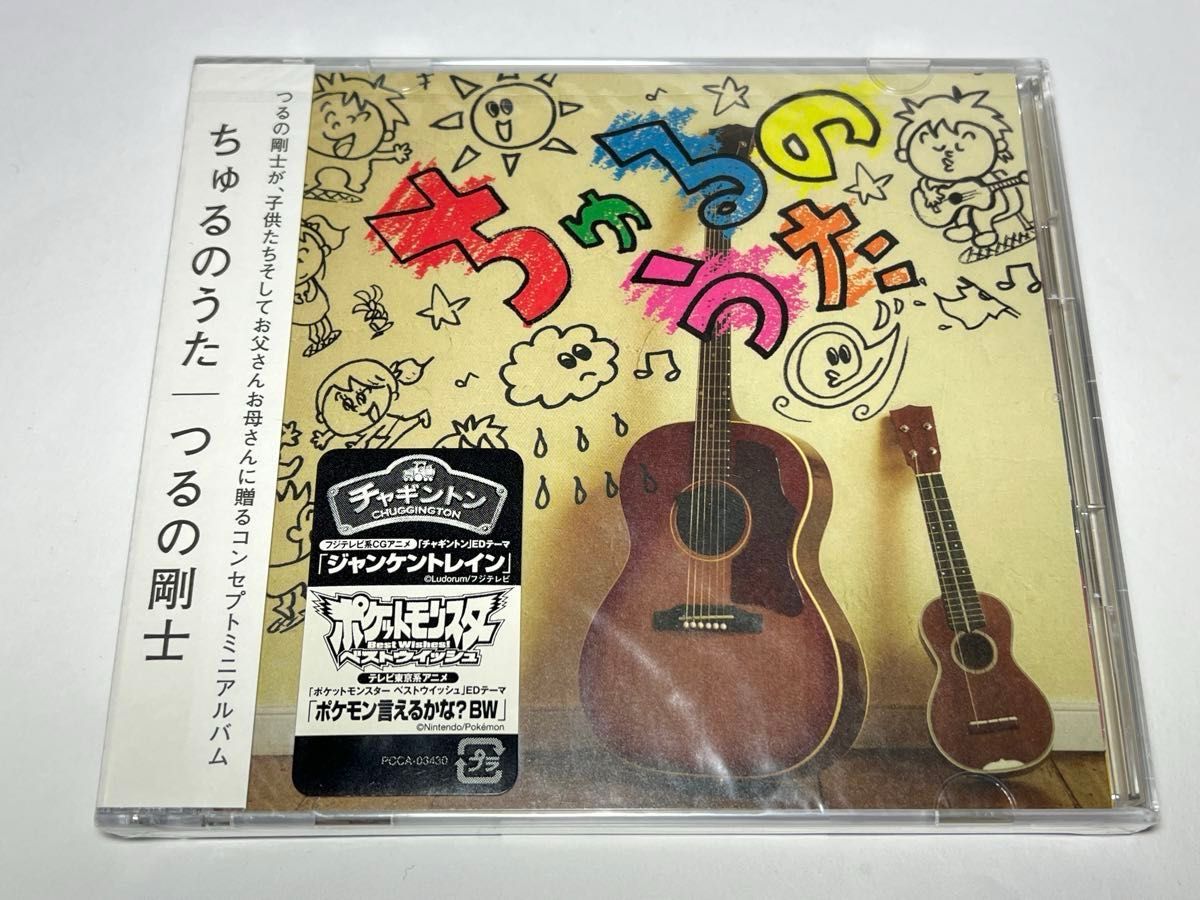 つるの剛士が、子供たちそしてお父さんお母さんに贈るコンセプトミニアルバム
ちゅるのうた｜つるの剛士
ちゅるの
うた
チャギントン
CHUGGINGTON
フジテレビ系CGアニメ 「チャギントン」EDテーマ
「ジャンケントレイン」
©Ludorum/フジテレビ
ポケットモンスター
Best Wishes!
ベストウイッシュ
テレビ東京系アニメ
「ポケットモンスター ベストウイッシュ」EDテーマ
「ポケモン言えるかな?BW」
©Nintendo/Pokémon
PCCA-03430
プラ